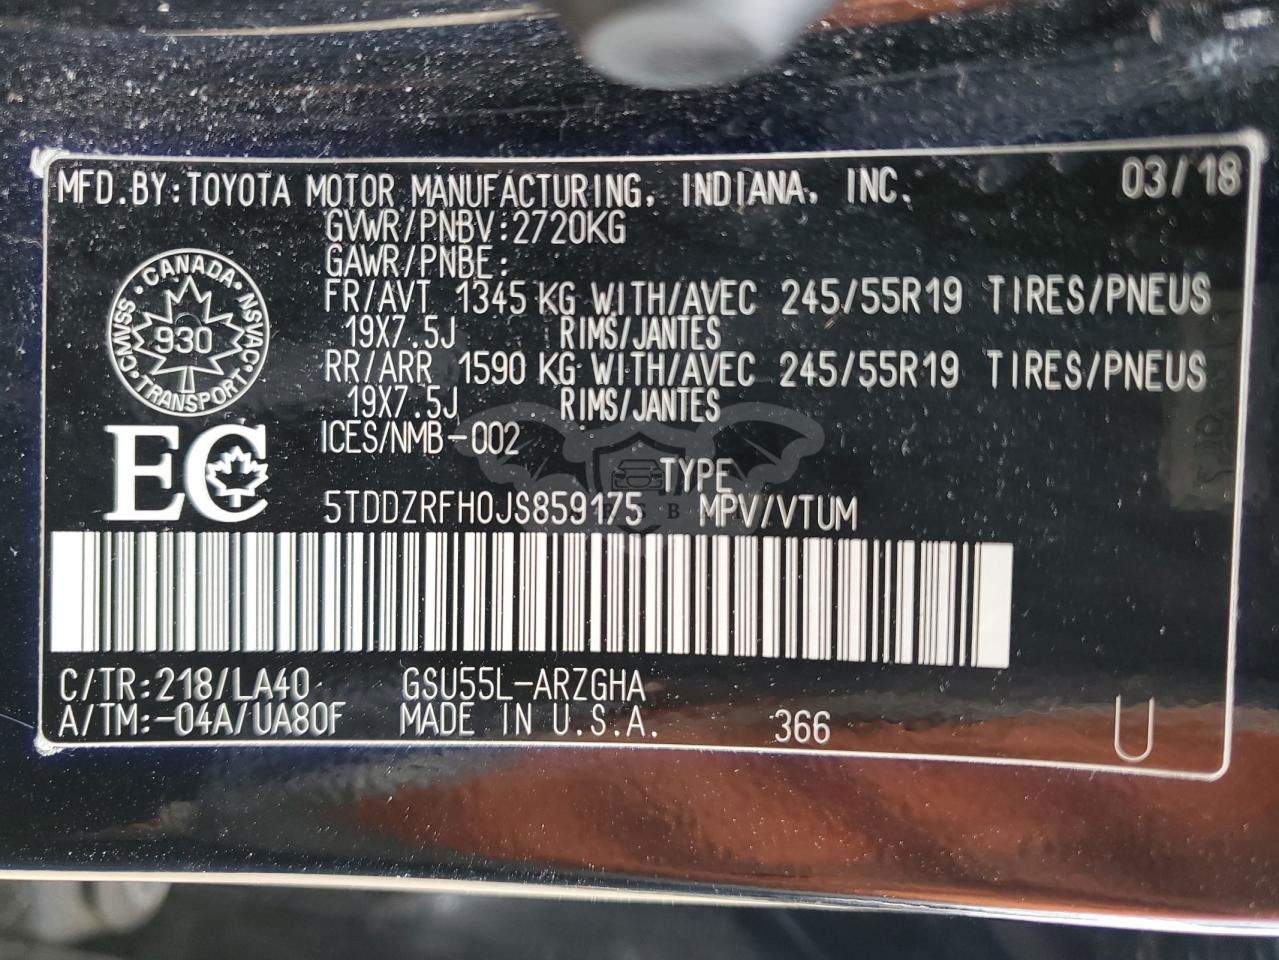 MFD.BY:TOYOTA MOTOR MANUFACTURING, INDIANA, INC. 03/18
GVWR/PNBV:2720KG
GAWR/PNBE:
FR/AVT 1345 KG WITH/AVEC 245/55R19 TIRES/PNEUS
19X7.5J RIMS/JANTES
RR/ARR 1590 KG WITH/AVEC 245/55R19 TIRES/PNEUS
19X7.5J RIMS/JANTES
ICES/NMB-002
CANADA
CMVSS
NSVAC
930
TRANSPORT
EC
TYPE
5TDDZRFH0JS859175 MPV/VTUM
C/TR:218/LA40 GSU55L-ARZGHA
A/TM:-04A/UA80F MADE IN U.S.A. 366 U